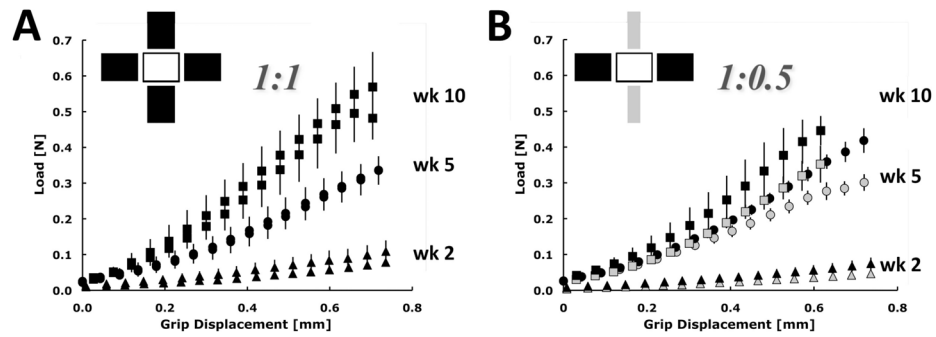 A
1:1
wk 10
wk 5
wk 2
Load [N]
0.7
0.6
0.5
0.4
0.3
0.2
0.1
0.0
0.0 0.2 0.4 0.6 0.8
Grip Displacement [mm]
B
1:0.5
wk 10
wk 5
wk 2
Load [N]
0.7
0.6
0.5
0.4
0.3
0.2
0.1
0.0
0 0.2 0.4 0.6 0.8
Grip Displacement [mm]